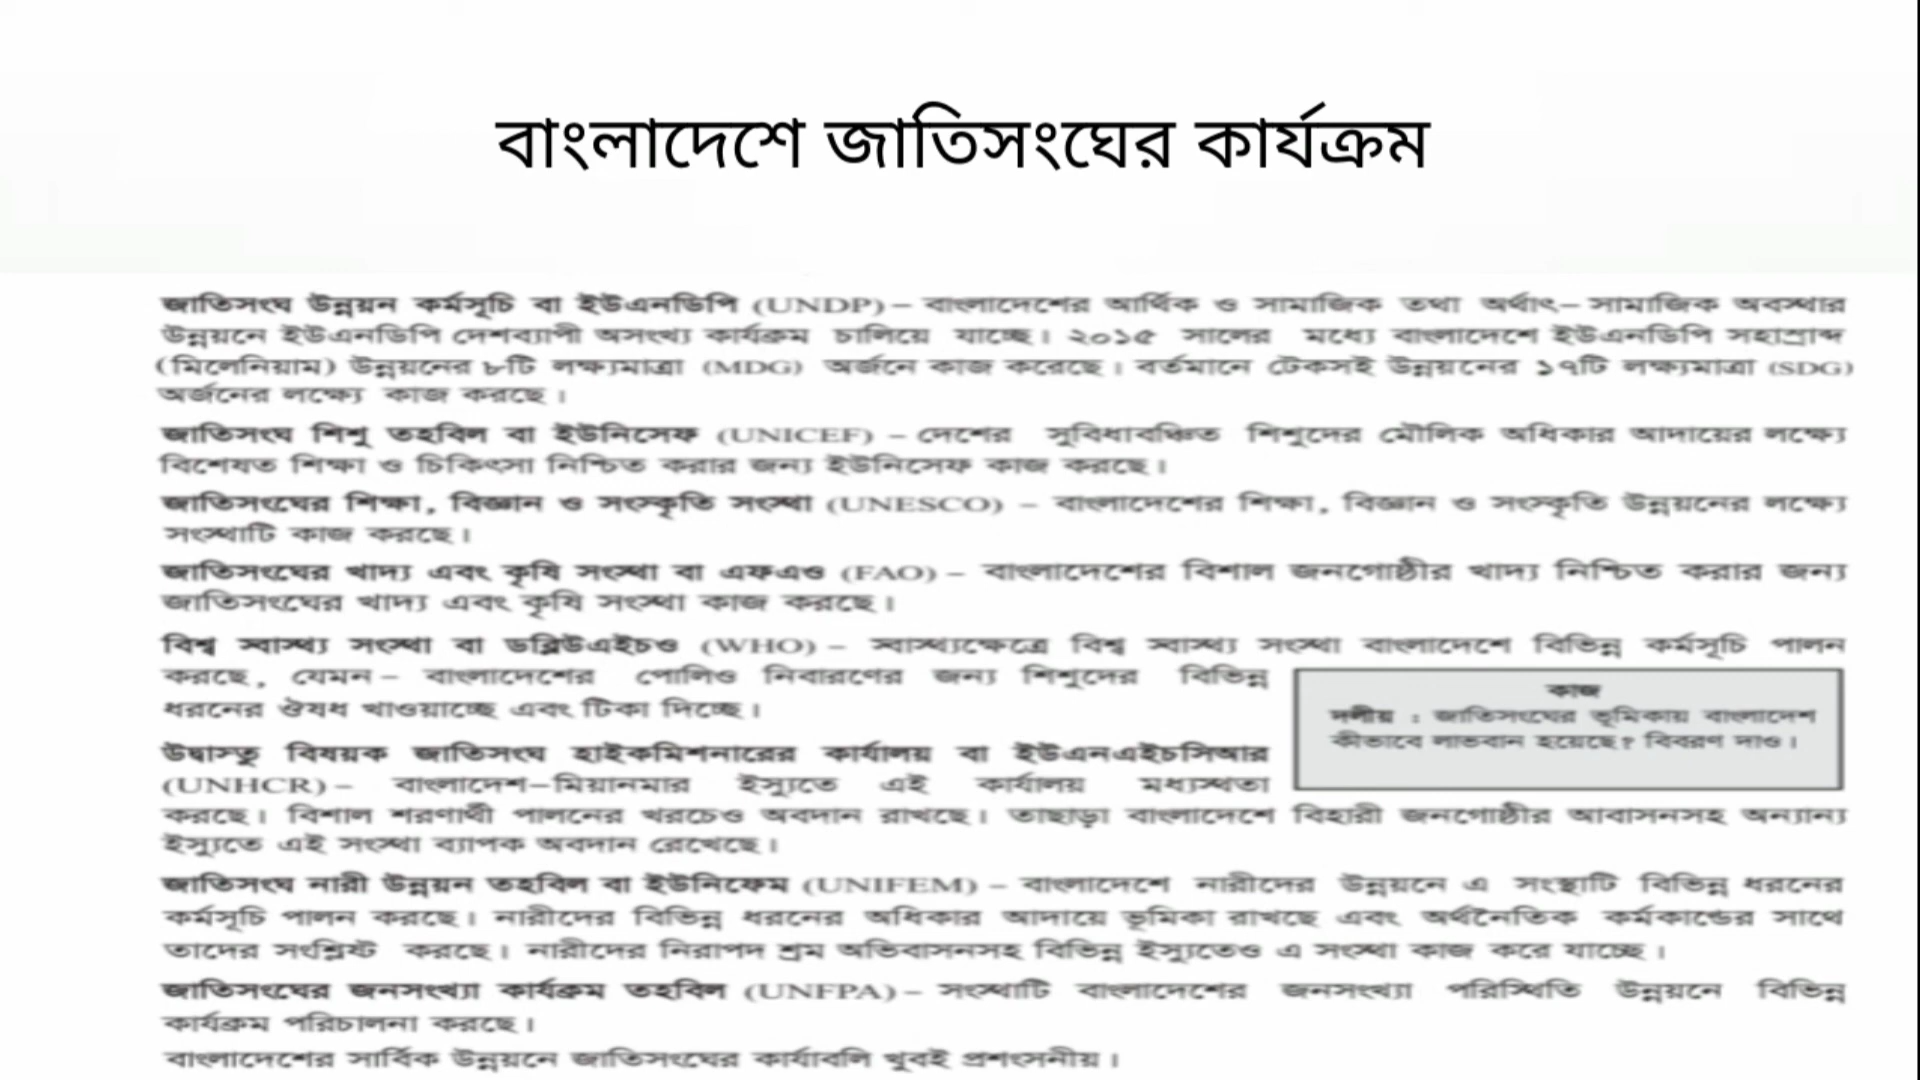 বাংলাদেশে জাতিসংঘের কার্যক্রম
জাতিসংঘ উন্নয়ন কর্মসূচি বা ইউএনডিপি (UNDP)– বাংলাদেশের আর্থিক ও সামাজিক তথা অর্থাৎ– সামাজিক অবস্থার
উন্নয়নে ইউএনডিপি দেশব্যাপী অসংখ্য কার্যক্রম চালিয়ে যাচ্ছে। ২০১৫ সালের মধ্যে বাংলাদেশে ইউএনডিপি সহাস্রাব্দ
(মিলেনিয়াম) উন্নয়নের ৮টি লক্ষ্যমাত্রা (MDG) অর্জনে কাজ করেছে। বর্তমানে টেকসই উন্নয়নের ১৭টি লক্ষ্যমাত্রা (SDG)
অর্জনের লক্ষ্যে কাজ করছে।
জাতিসংঘ শিশু তহবিল বা ইউনিসেফ (UNICEF) – দেশের সুবিধাবঞ্চিত শিশুদের মৌলিক অধিকার আদায়ের লক্ষ্যে
বিশেষত শিক্ষা ও চিকিৎসা নিশ্চিত করার জন্য ইউনিসেফ কাজ করছে।
জাতিসংঘের শিক্ষা, বিজ্ঞান ও সংস্কৃতি সংস্থা (UNESCO) – বাংলাদেশের শিক্ষা, বিজ্ঞান ও সংস্কৃতি উন্নয়নের লক্ষ্যে
সংস্থাটি কাজ করছে।
জাতিসংঘের খাদ্য এবং কৃষি সংস্থা বা এফএও (FAO)– বাংলাদেশের বিশাল জনগোষ্ঠীর খাদ্য নিশ্চিত করার জন্য
জাতিসংঘের খাদ্য এবং কৃষি সংস্থা কাজ করছে।
বিশ্ব স্বাস্থ্য সংস্থা বা ডব্লিউএইচও (WHO)– স্বাস্থ্যক্ষেত্রে বিশ্ব স্বাস্থ্য সংস্থা বাংলাদেশে বিভিন্ন কর্মসূচি পালন
করছে, যেমন– বাংলাদেশের পোলিও নিবারণের জন্য শিশুদের বিভিন্ন
ধরনের ঔষধ খাওয়াচ্ছে এবং টিকা দিচ্ছে।
কাজ
দলীয় : জাতিসংঘের ভূমিকায় বাংলাদেশ
কীভাবে লাভবান হয়েছে? বিবরণ দাও।
উদ্বাস্তু বিষয়ক জাতিসংঘ হাইকমিশনারের কার্যালয় বা ইউএনএইচসিআর
(UNHCR)– বাংলাদেশ–মিয়ানমার ইস্যুতে এই কার্যালয় মধ্যস্থতা
করছে। বিশাল শরণার্থী পালনের খরচেও অবদান রাখছে। তাছাড়া বাংলাদেশে বিহারী জনগোষ্ঠীর আবাসনসহ অন্যান্য
ইস্যুতে এই সংস্থা ব্যাপক অবদান রেখেছে।
জাতিসংঘ নারী উন্নয়ন তহবিল বা ইউনিফেম (UNIFEM) – বাংলাদেশে নারীদের উন্নয়নে এ সংস্থাটি বিভিন্ন ধরনের
কর্মসূচি পালন করছে। নারীদের বিভিন্ন ধরনের অধিকার আদায়ে ভূমিকা রাখছে এবং অর্থনৈতিক কর্মকান্ডের সাথে
তাদের সংশ্লিষ্ট করছে। নারীদের নিরাপদ শ্রম অভিবাসনসহ বিভিন্ন ইস্যুতেও এ সংস্থা কাজ করে যাচ্ছে।
জাতিসংঘের জনসংখ্যা কার্যক্রম তহবিল (UNFPA)– সংস্থাটি বাংলাদেশের জনসংখ্যা পরিস্থিতি উন্নয়নে বিভিন্ন
কার্যক্রম পরিচালনা করছে।
বাংলাদেশের সার্বিক উন্নয়নে জাতিসংঘের কার্যাবলি খুবই প্রশংসনীয়।